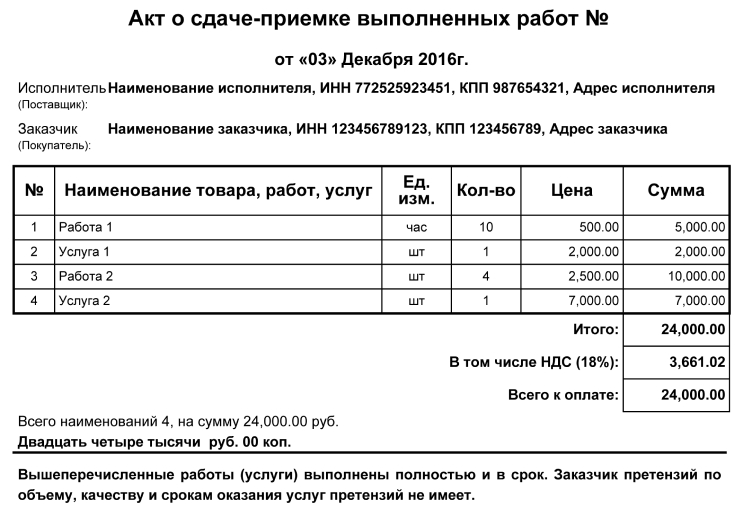 Акт о сдаче-приемке выполненных работ №
от «03» Декабря 2016г.
Исполнитель Наименование исполнителя, ИНН 772525923451, КПП 987654321, Адрес исполнителя
(Поставщик):
Заказчик Наименование заказчика, ИНН 123456789123, КПП 123456789, Адрес заказчика
(Покупатель):
№ Наименование товара, работ, услуг Ед. изм. Кол-во Цена Сумма
1 Работа 1 час 10 500.00 5,000.00
2 Услуга 1 шт 1 2,000.00 2,000.00
3 Работа 2 шт 4 2,500.00 10,000.00
4 Услуга 2 шт 1 7,000.00 7,000.00
Итого: 24,000.00
В том числе НДС (18%): 3,661.02
Всего к оплате: 24,000.00
Всего наименований 4, на сумму 24,000.00 руб.
Двадцать четыре тысячи руб. 00 коп.
Вышеперечисленные работы (услуги) выполнены полностью и в срок. Заказчик претензий по
объему, качеству и срокам оказания услуг претензий не имеет.